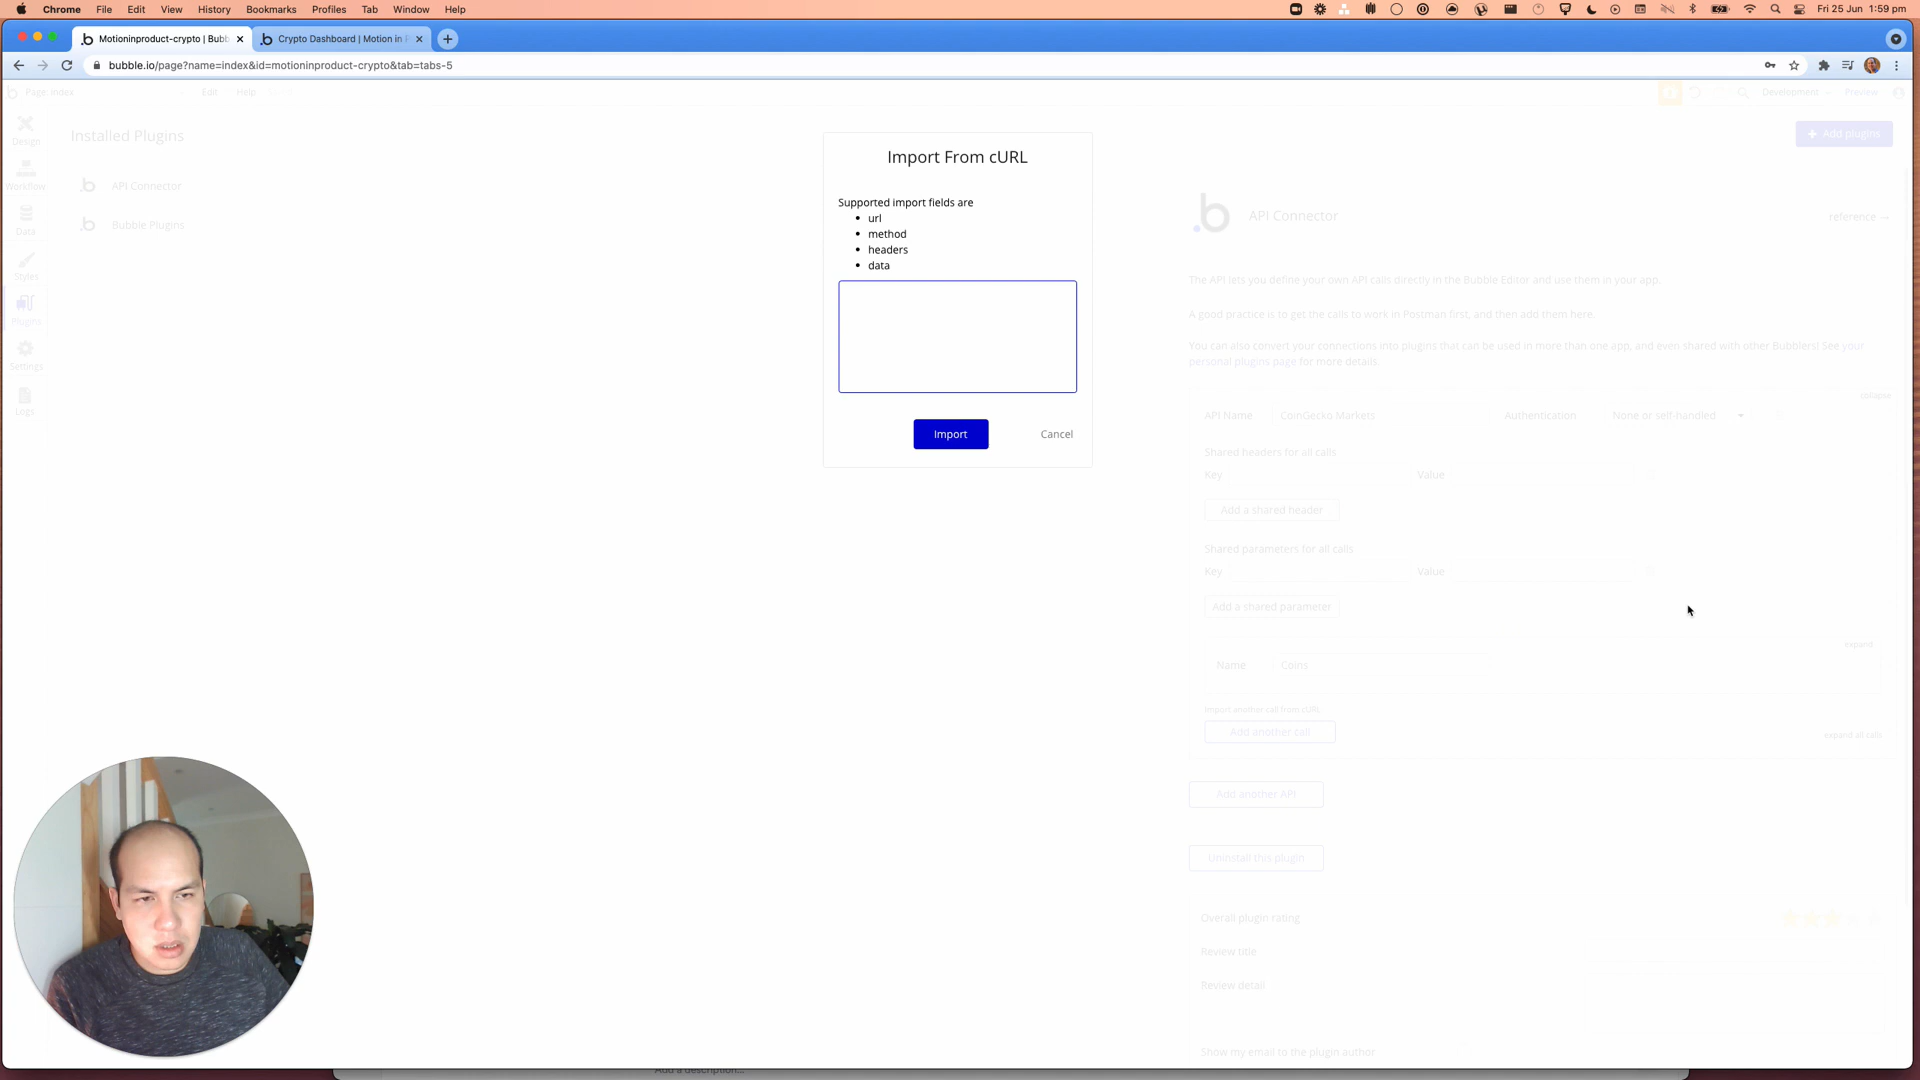 Chrome File Edit View History Bookmarks Profiles Tab Window Help Fri 25 Jun 1:59 pm
Motioninproduct-crypto | Bubb Crypto Dashboard | Motion in
bubble.io/page?name=index&id=motioninproduct-crypto&tab=tabs-5
Page: index Edit Help Development Preview
Design
Workflow
Data
Styles
Plugins
Settings
Logs
Installed Plugins
API Connector
Bubble Plugins
Import From cURL
Supported import fields are
url
method
headers
data
Import Cancel
+ Add plugins
API Connector reference →
The API lets you define your own API calls directly in the Bubble Editor and use them in your app.
A good practice is to get the calls to work in Postman first, and then add them here.
You can also convert your connections into plugins that can be used in more than one app, and even shared with other Bubblers! See your
personal plugins page for more details.
collapse
API Name CoinGecko Markers Authentication None or self-handled
Shared headers for all calls
Key Value
Add a shared header
Shared parameters for all calls
Key Value
Add a shared parameter
expand
Name Coins
Import another call from cURL
Add another call expand all calls
Add another API
Uninstall this plugin
Overall plugin rating
Review title
Review detail
Show my email to the plugin author
Add a description...